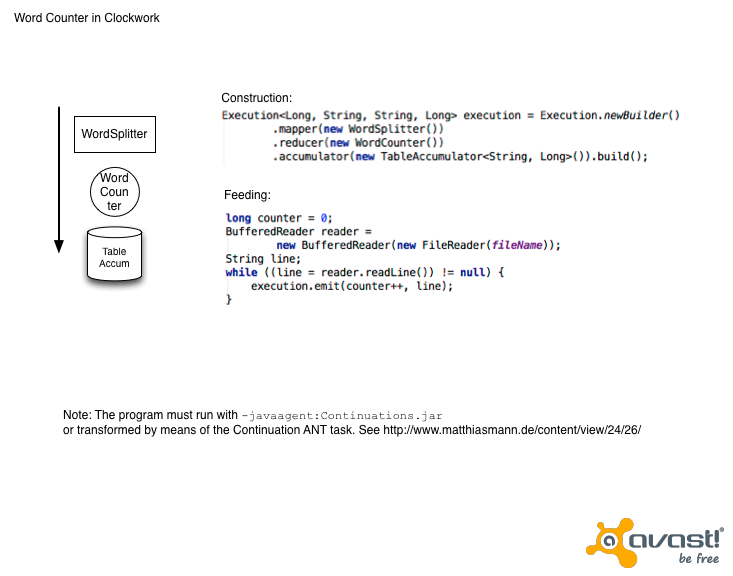 Word Counter in Clockwork
WordSplitter
Word
Coun
ter
Table
Accum
Construction:
Execution<Long, String, String, Long> execution = Execution.newBuilder()
.mapper(new WordSplitter())
.reducer(new WordCounter())
.accumulator(new TableAccumulator<String, Long>()).build();
Feeding:
long counter = 0;
BufferedReader reader =
new BufferedReader(new FileReader(fileName));
String line;
while ((line = reader.readLine()) != null) {
execution.emit(counter++, line);
}
Note: The program must run with -javaagent:Continuations.jar
or transformed by means of the Continuation ANT task. See http://www.matthiasmann.de/content/view/24/26/
avast!®
be free